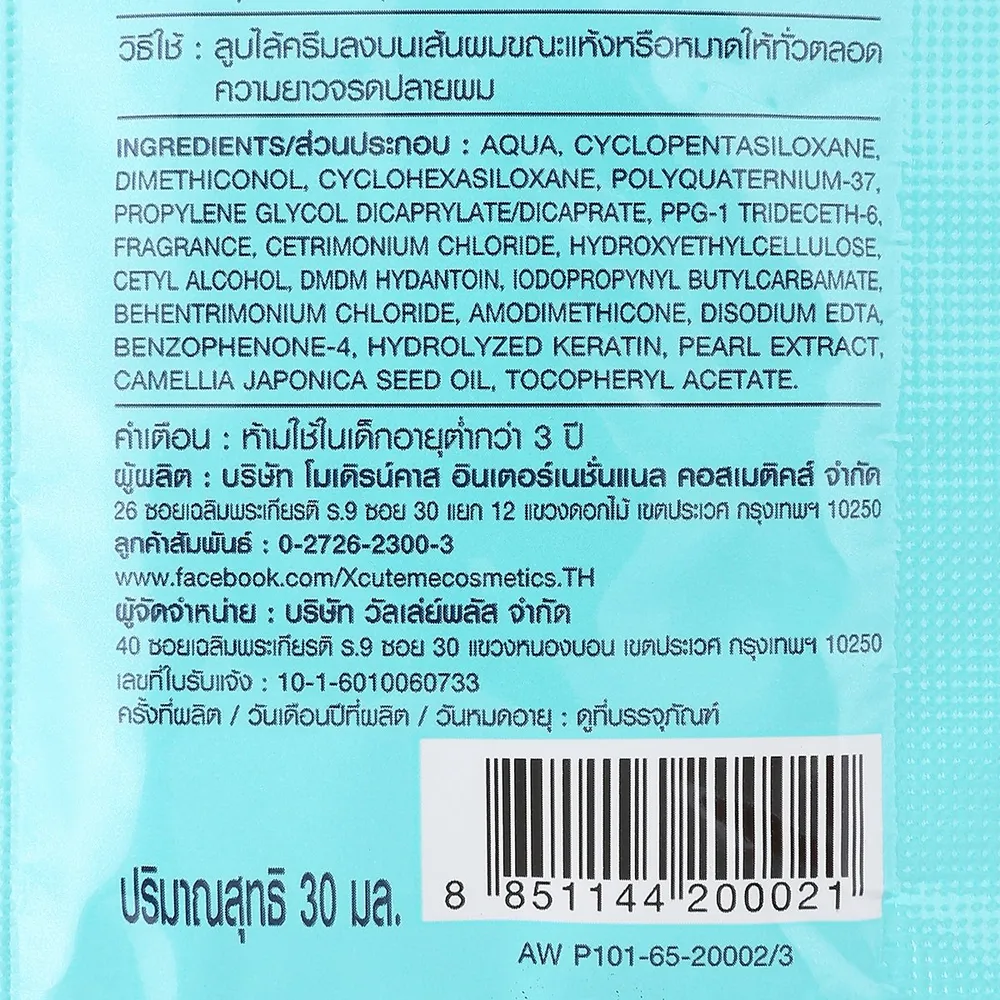 วิธีใช้ : ลูบไล้ครีมลงบนเส้นผมขณะแห้งหรือหมาดให้ทั่วตลอด
ความยาวจรดปลายผม
INGREDIENTS/ส่วนประกอบ : AQUA, CYCLOPENTASILOXANE,
DIMETHICONOL, CYCLOHEXASILOXANE, POLYQUATERNIUM-37,
PROPYLENE GLYCOL DICAPRYLATE/DICAPRATE, PPG-1 TRIDECETH-6,
FRAGRANCE, CETRIMONIUM CHLORIDE, HYDROXYETHYLCELLULOSE,
CETYL ALCOHOL, DMDM HYDANTOIN, IODOPROPYNYL BUTYLCARBAMATE,
BEHENTRIMONIUM CHLORIDE, AMODIMETHICONE, DISODIUM EDTA,
BENZOPHENONE-4, HYDROLYZED KERATIN, PEARL EXTRACT,
CAMELLIA JAPONICA SEED OIL, TOCOPHERYL ACETATE.
คำเตือน : ห้ามใช้ในเด็กอายุต่ำกว่า 3 ปี
ผู้ผลิต : บริษัท โมเดิร์นคาส อินเตอร์เนชั่นแนล คอสเมติคส์ จำกัด
26 ซอยเฉลิมพระเกียรติ ร.9 ซอย 30 แยก 12 แขวงดอกไม้ เขตประเวศ กรุงเทพฯ 10250
ลูกค้าสัมพันธ์ : 0-2726-2300-3
www.facebook.com/Xcutemecosmetics.TH
ผู้จัดจำหน่าย : บริษัท วัลเล่ย์พลัส จำกัด
40 ซอยเฉลิมพระเกียรติ ร.9 ซอย 30 แขวงหนองบอน เขตประเวศ กรุงเทพฯ 10250
เลขที่ใบรับแจ้ง : 10-1-6010060733
ครั้งที่ผลิต / วันเดือนปีที่ผลิต / วันหมดอายุ : ดูที่บรรจุภัณฑ์
ปริมาณสุทธิ 30 มล.
8 851144 200021
AW P101-65-20002/3